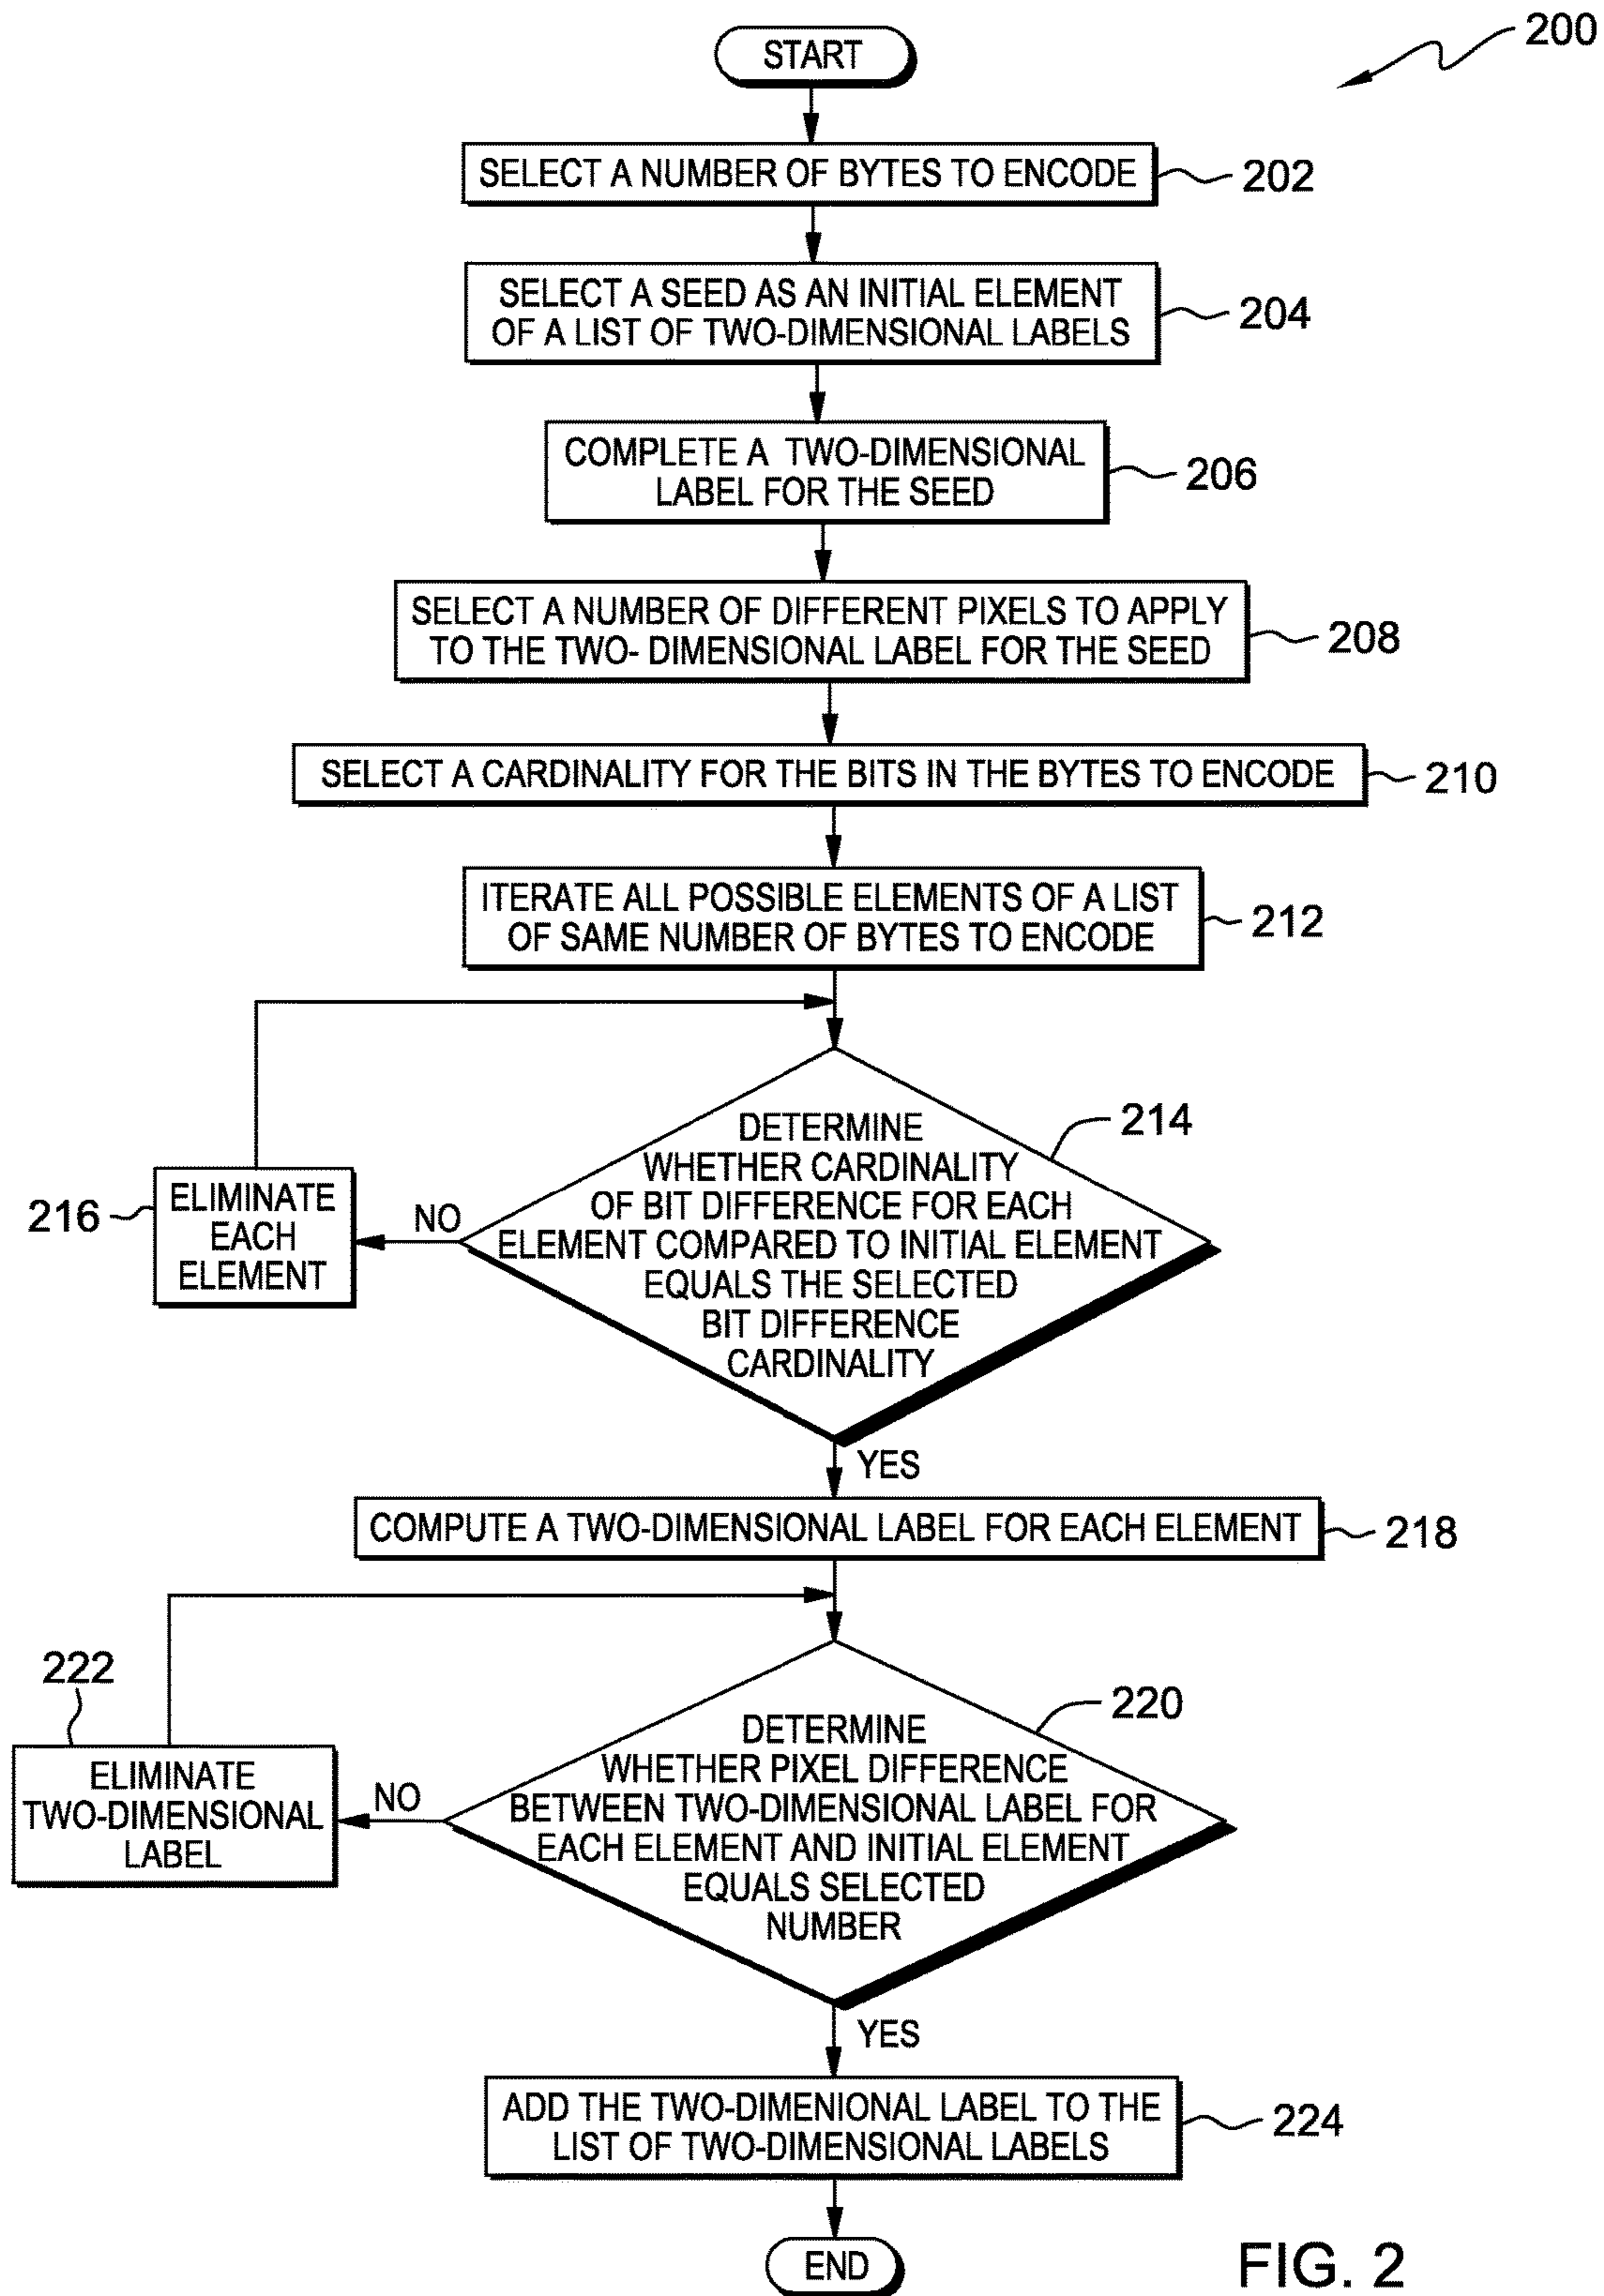 200
START
SELECT A NUMBER OF BYTES TO ENCODE
202
SELECT A SEED AS AN INITIAL ELEMENT
OF A LIST OF TWO-DIMENSIONAL LABELS
204
COMPLETE A TWO-DIMENSIONAL
LABEL FOR THE SEED
206
SELECT A NUMBER OF DIFFERENT PIXELS TO APPLY
TO THE TWO- DIMENSIONAL LABEL FOR THE SEED
208
SELECT A CARDINALITY FOR THE BITS IN THE BYTES TO ENCODE
210
ITERATE ALL POSSIBLE ELEMENTS OF A LIST
OF SAME NUMBER OF BYTES TO ENCODE
212
DETERMINE
WHETHER CARDINALITY
OF BIT DIFFERENCE FOR EACH
ELEMENT COMPARED TO INITIAL ELEMENT
EQUALS THE SELECTED
BIT DIFFERENCE
CARDINALITY
214
NO
ELIMINATE
EACH
ELEMENT
216
YES
COMPUTE A TWO-DIMENSIONAL LABEL FOR EACH ELEMENT
218
DETERMINE
WHETHER PIXEL DIFFERENCE
BETWEEN TWO-DIMENSIONAL LABEL FOR
EACH ELEMENT AND INITIAL ELEMENT
EQUALS SELECTED
NUMBER
220
NO
222
ELIMINATE
TWO-DIMENSIONAL
LABEL
YES
ADD THE TWO-DIMENIONAL LABEL TO THE
LIST OF TWO-DIMENSIONAL LABELS
224
END
FIG. 2